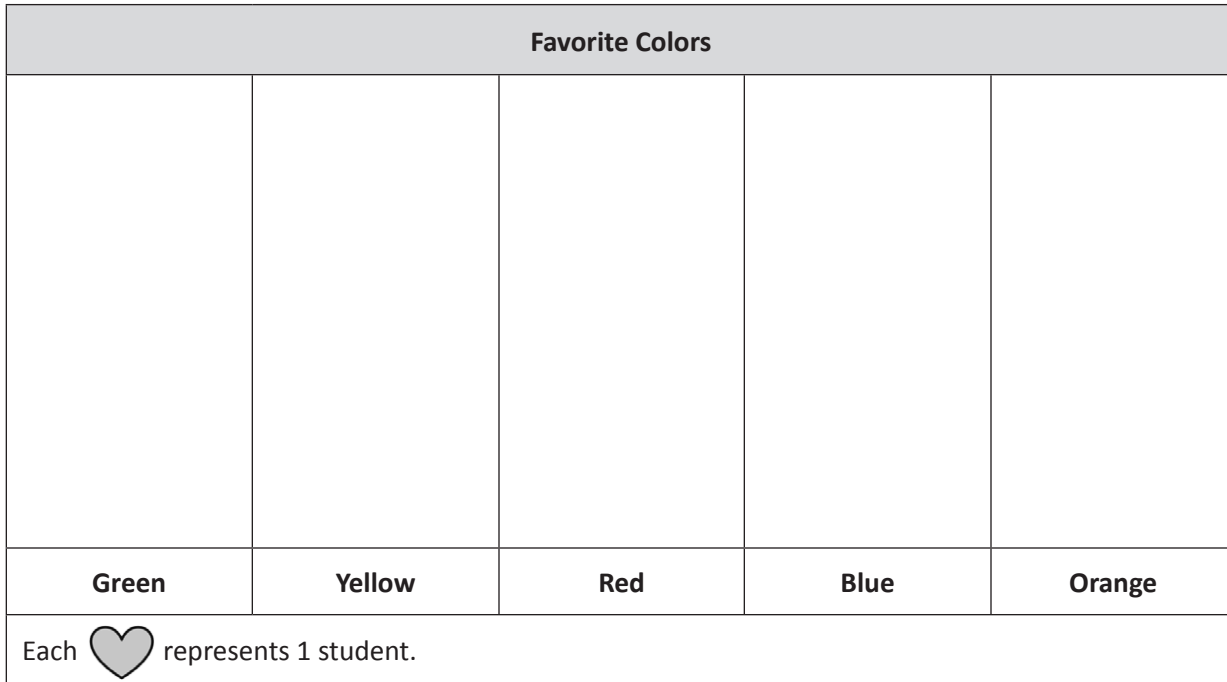 Favorite Colors
Green Yellow Red Blue Orange
Each represents 1 student.